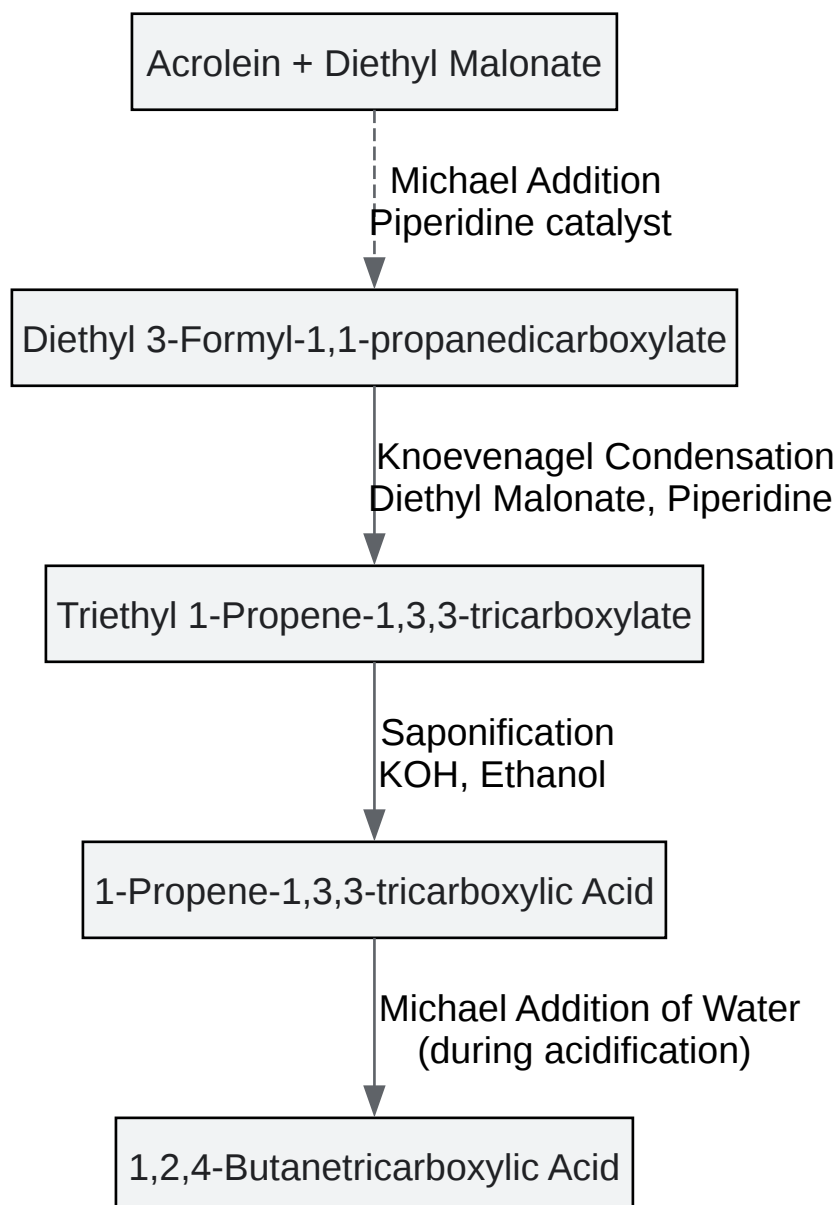 Acrolein + Diethyl Malonate
Michael Addition
Piperidine catalyst
Diethyl 3-Formyl-1,1-propanedicarboxylate
Knoevenagel Condensation
Diethyl Malonate, Piperidine
Triethyl 1-Propene-1,3,3-tricarboxylate
Saponification
KOH, Ethanol
1-Propene-1,3,3-tricarboxylic Acid
Michael Addition of Water
(during acidification)
1,2,4-Butanetricarboxylic Acid